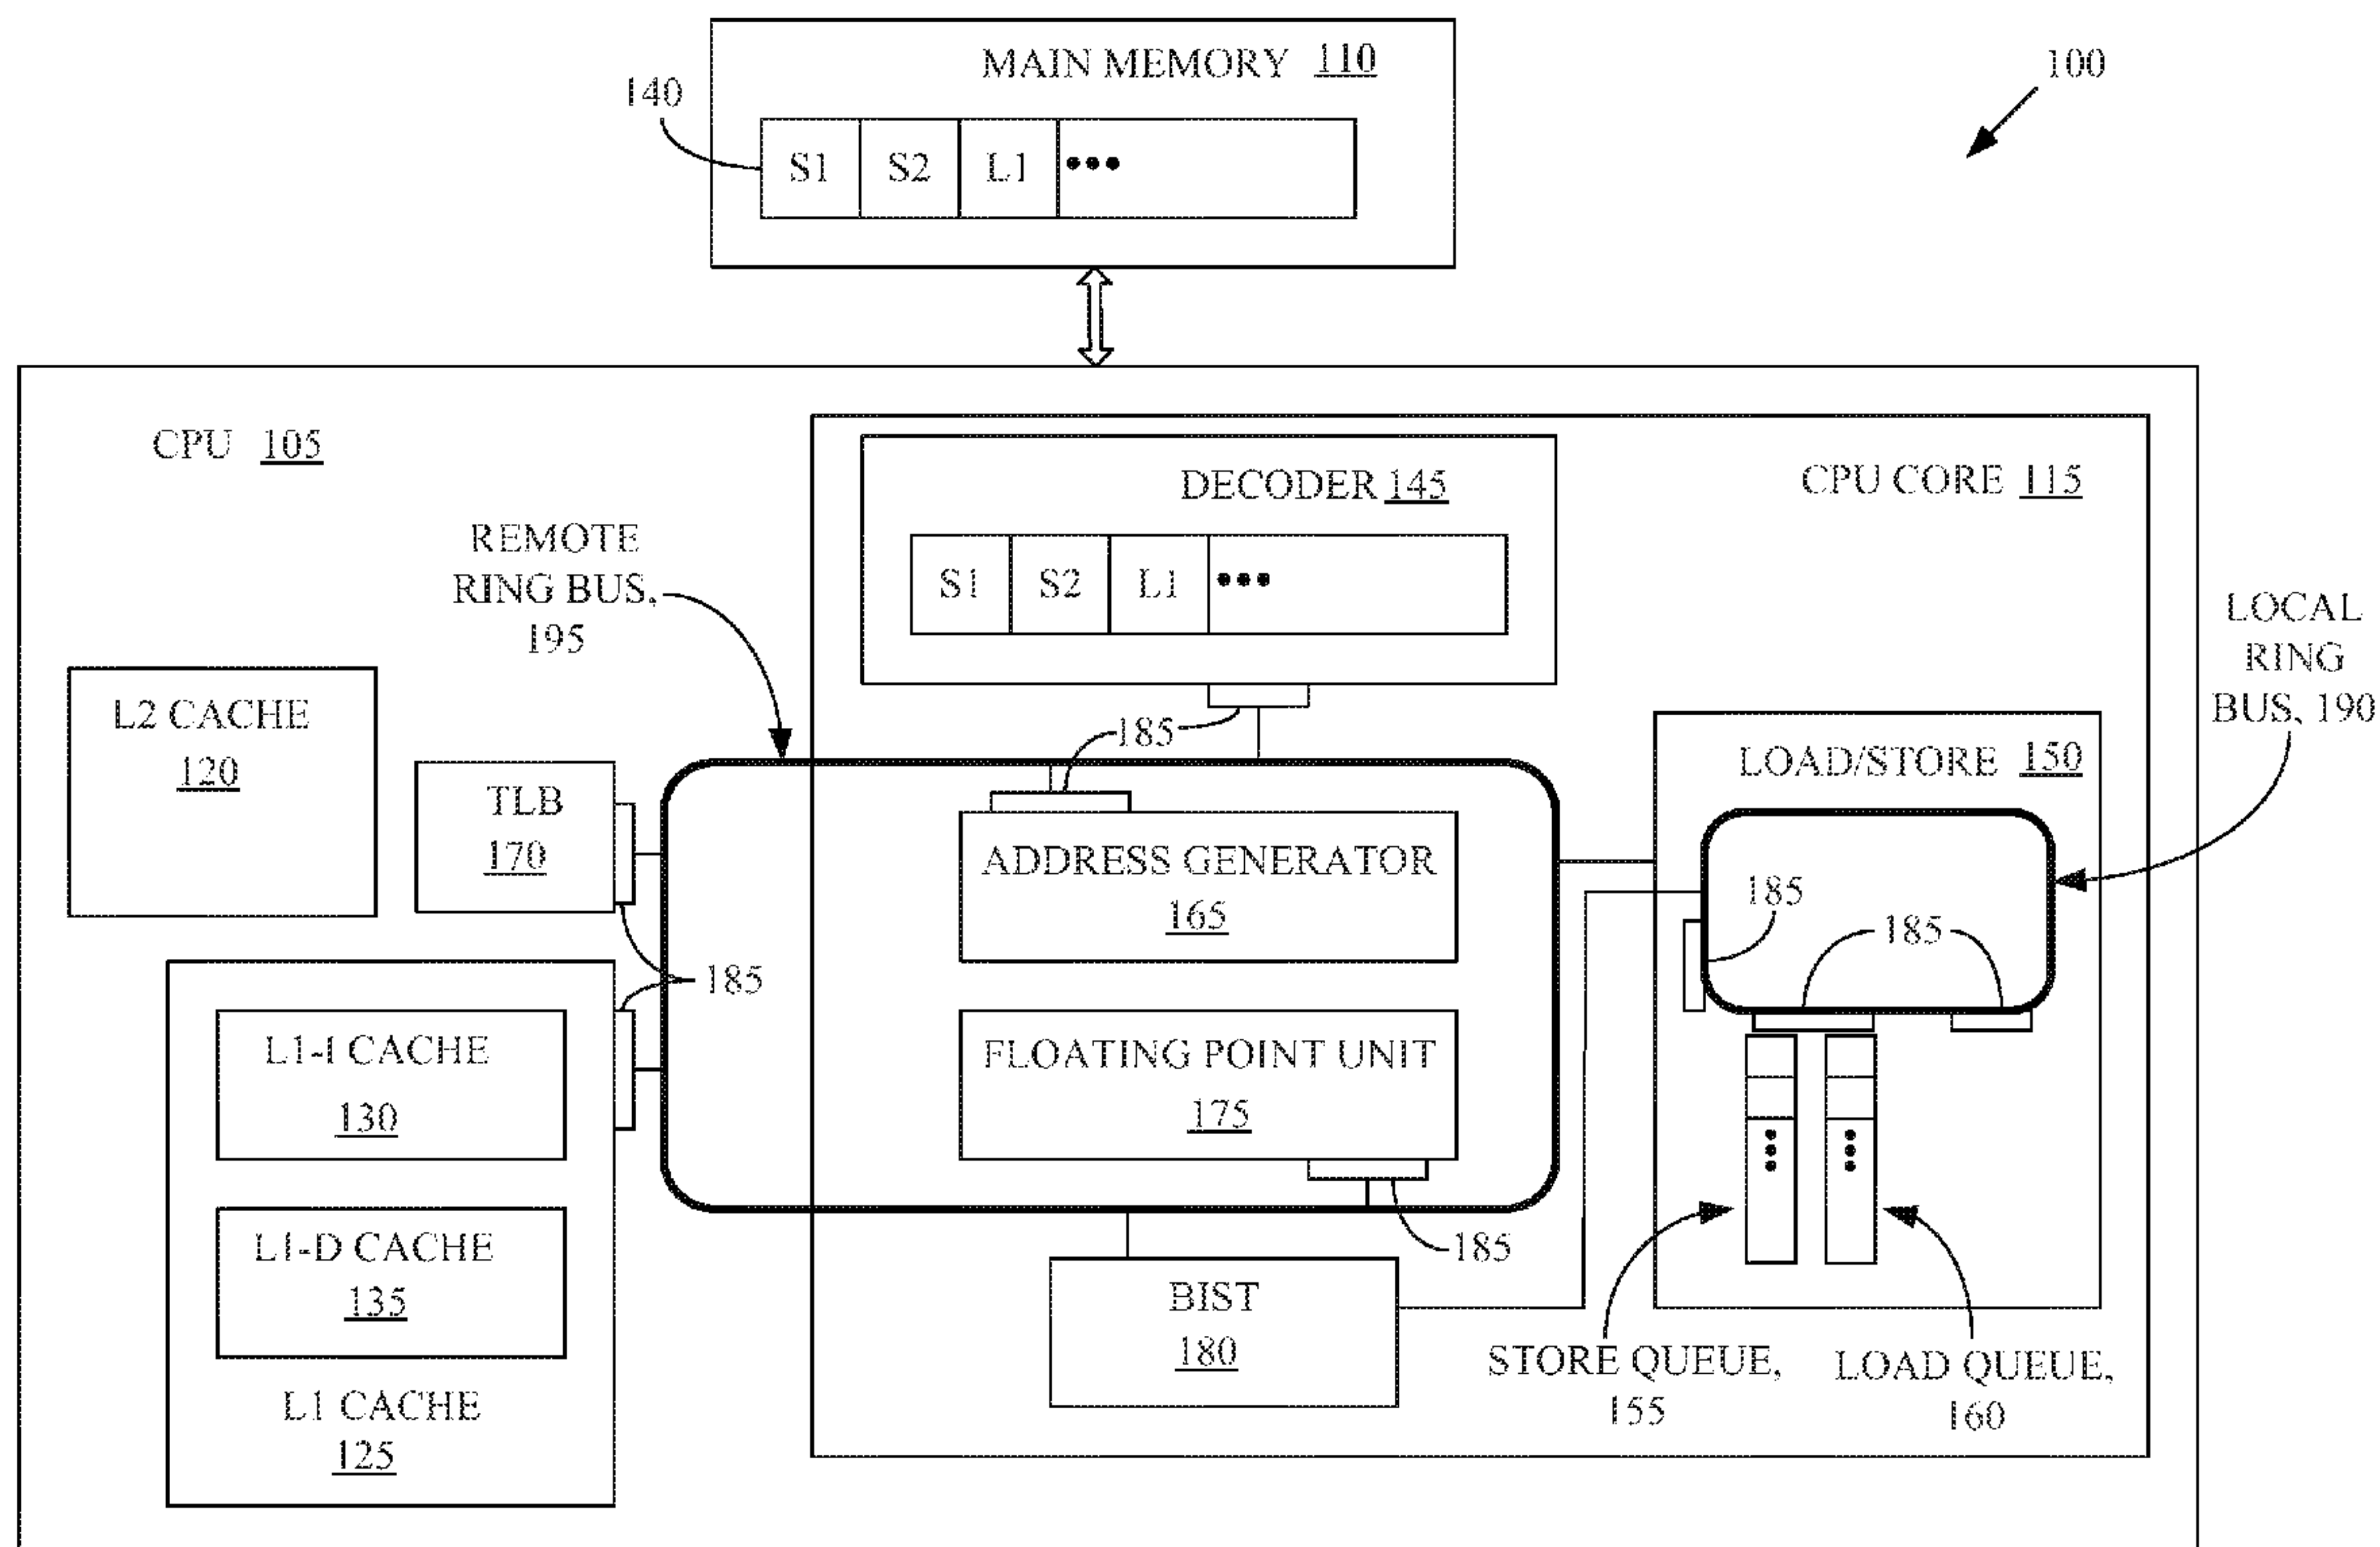 MAIN MEMORY 110
100
140
S1 S2 L1 •••
CPU 105
DECODER 145
CPU CORE 115
S1 S2 L1 •••
REMOTE
RING BUS,
195
LOCAL
RING
BUS, 190
L2 CACHE
120
185
LOAD/STORE 150
TLB
170
ADDRESS GENERATOR
165
185
185
185
L1-I CACHE
130
FLOATING POINT UNIT
175
L1-D CACHE
135
185
BIST
180
STORE QUEUE,
155
LOAD QUEUE,
160
L1 CACHE
125